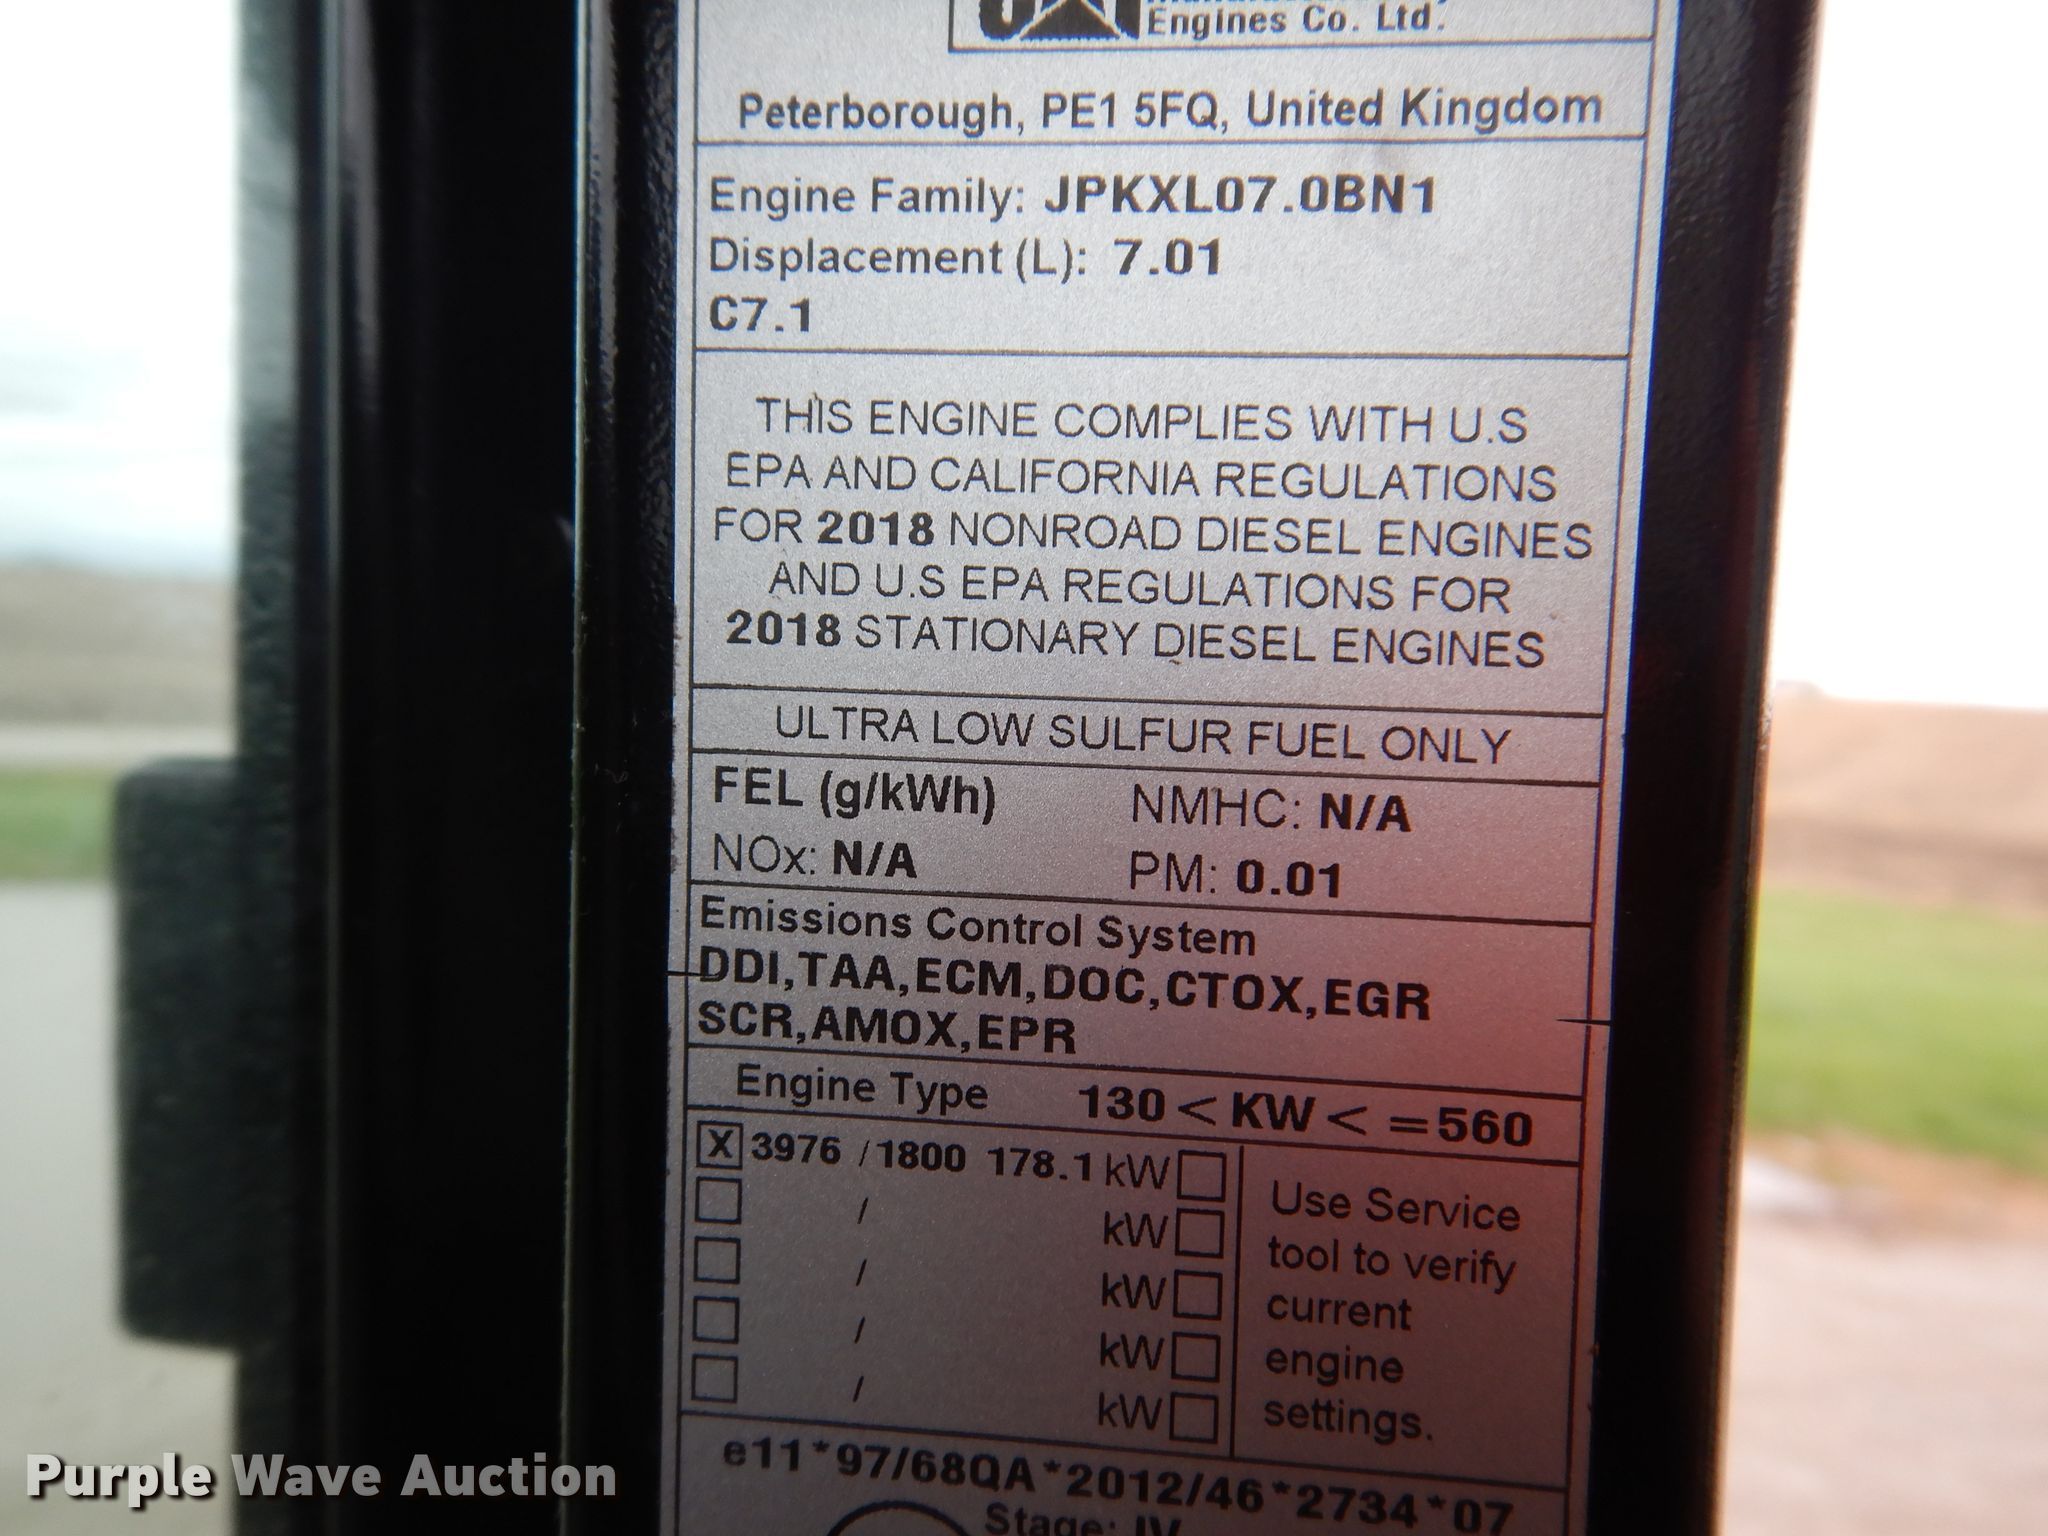 Engines Co. Ltd.
Peterborough, PE1 5FQ, United Kingdom
Engine Family: JPKXL07.0BN1
Displacement (L): 7.01
C7.1
THIS ENGINE COMPLIES WITH U.S
EPA AND CALIFORNIA REGULATIONS
FOR 2018 NONROAD DIESEL ENGINES
AND U.S EPA REGULATIONS FOR
2018 STATIONARY DIESEL ENGINES
ULTRA LOW SULFUR FUEL ONLY
FEL (g/kWh) NMHC: N/A
NOx: N/A PM: 0.01
Emissions Control System
DDI,TAA,ECM,DOC,CTOX,EGR
SCR,AMOX,EPR
Engine Type 130 < KW < =560
X 3976 / 1800 178.1 kW
/ kW
/ kW
/ kW
/ kW
Use Service
tool to verify
current
engine
settings.
e11*97/68QA*2012/46*2734*07
Stage: IV
Purple Wave Auction